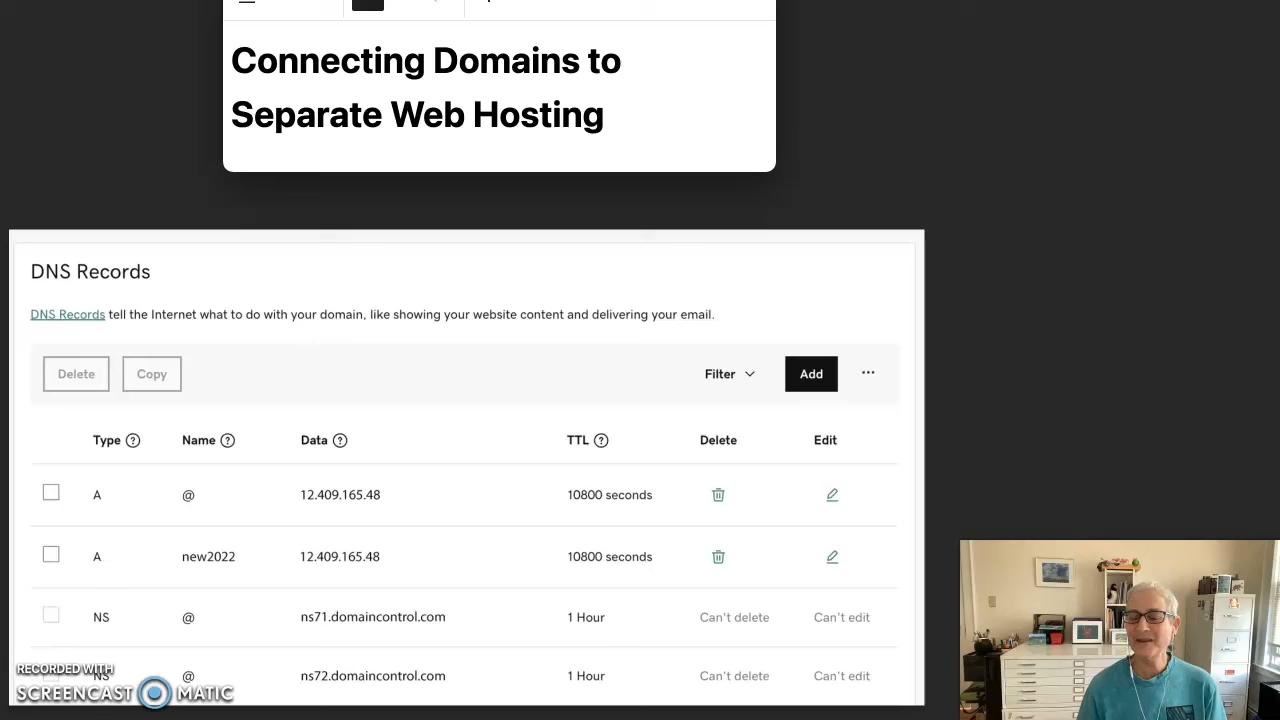 Connecting Domains to
Separate Web Hosting
DNS Records
DNS Records tell the Internet what to do with your domain, like showing your website content and delivering your email.
Delete Copy Filter Add ...
Type ? Name ? Data ? TTL ? Delete Edit
A @ 12.409.165.48 10800 seconds
A new2022 12.409.165.48 10800 seconds
NS @ ns71.domaincontrol.com 1 Hour Can't delete Can't edit
NS @ ns72.domaincontrol.com 1 Hour Can't delete Can't edit
RECORDED WITH
SCREENCAST MATIC